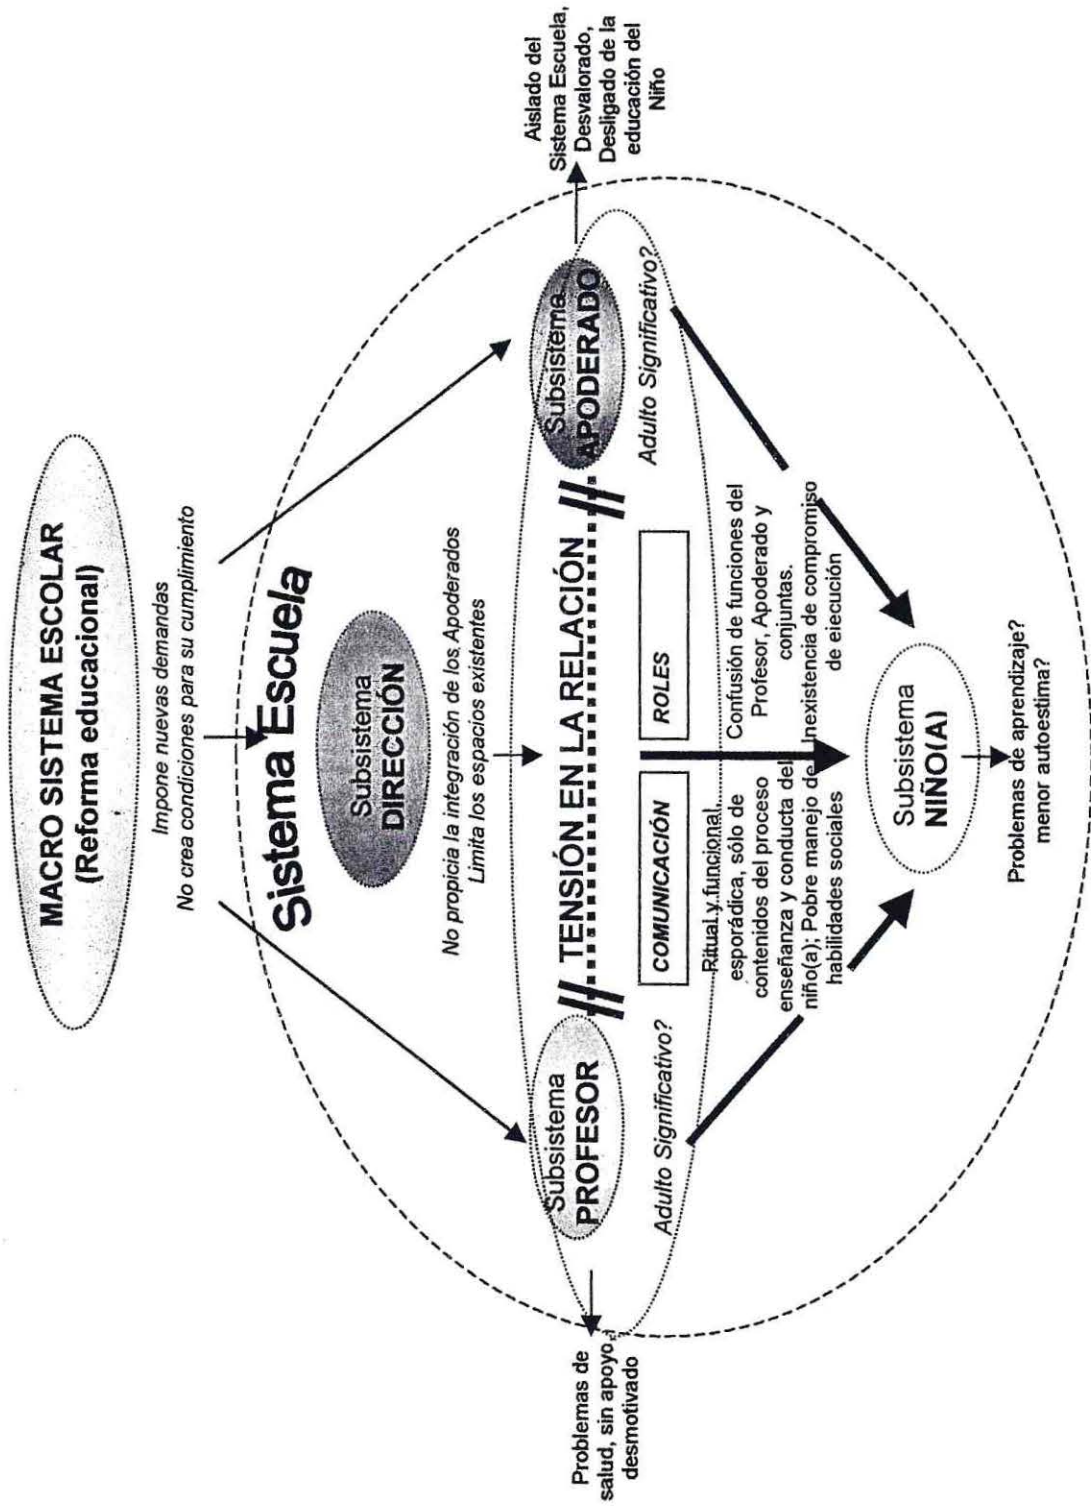 MACRO SISTEMA ESCOLAR
(Reforma educacional)
Impone nuevas demandas
No crea condiciones para su cumplimiento
Sistema Escuela
Subsistema
DIRECCIÓN
No propicia la integración de los Apoderados
Limita los espacios existentes
Problemas de
salud, sin apoyo,
desmotivado
Subsistema
PROFESOR
TENSIÓN EN LA RELACIÓN
Subsistema
APODERADO
Aislado del
Sistema Escuela,
Desvalorado,
Desligado de la
educación del
Niño
Adulto Significativo?
COMUNICACIÓN
ROLES
Adulto Significativo?
Ritual y funcional,
esporádica, sólo de
contenidos del proceso
enseñanza y conducta del
niño(a); Pobre manejo de
habilidades sociales
Confusión de funciones del
Profesor, Apoderado y
conjuntas.
Inexistencia de compromiso
de ejecución
Subsistema
NIÑO(A)
Problemas de aprendizaje?
menor autoestima?